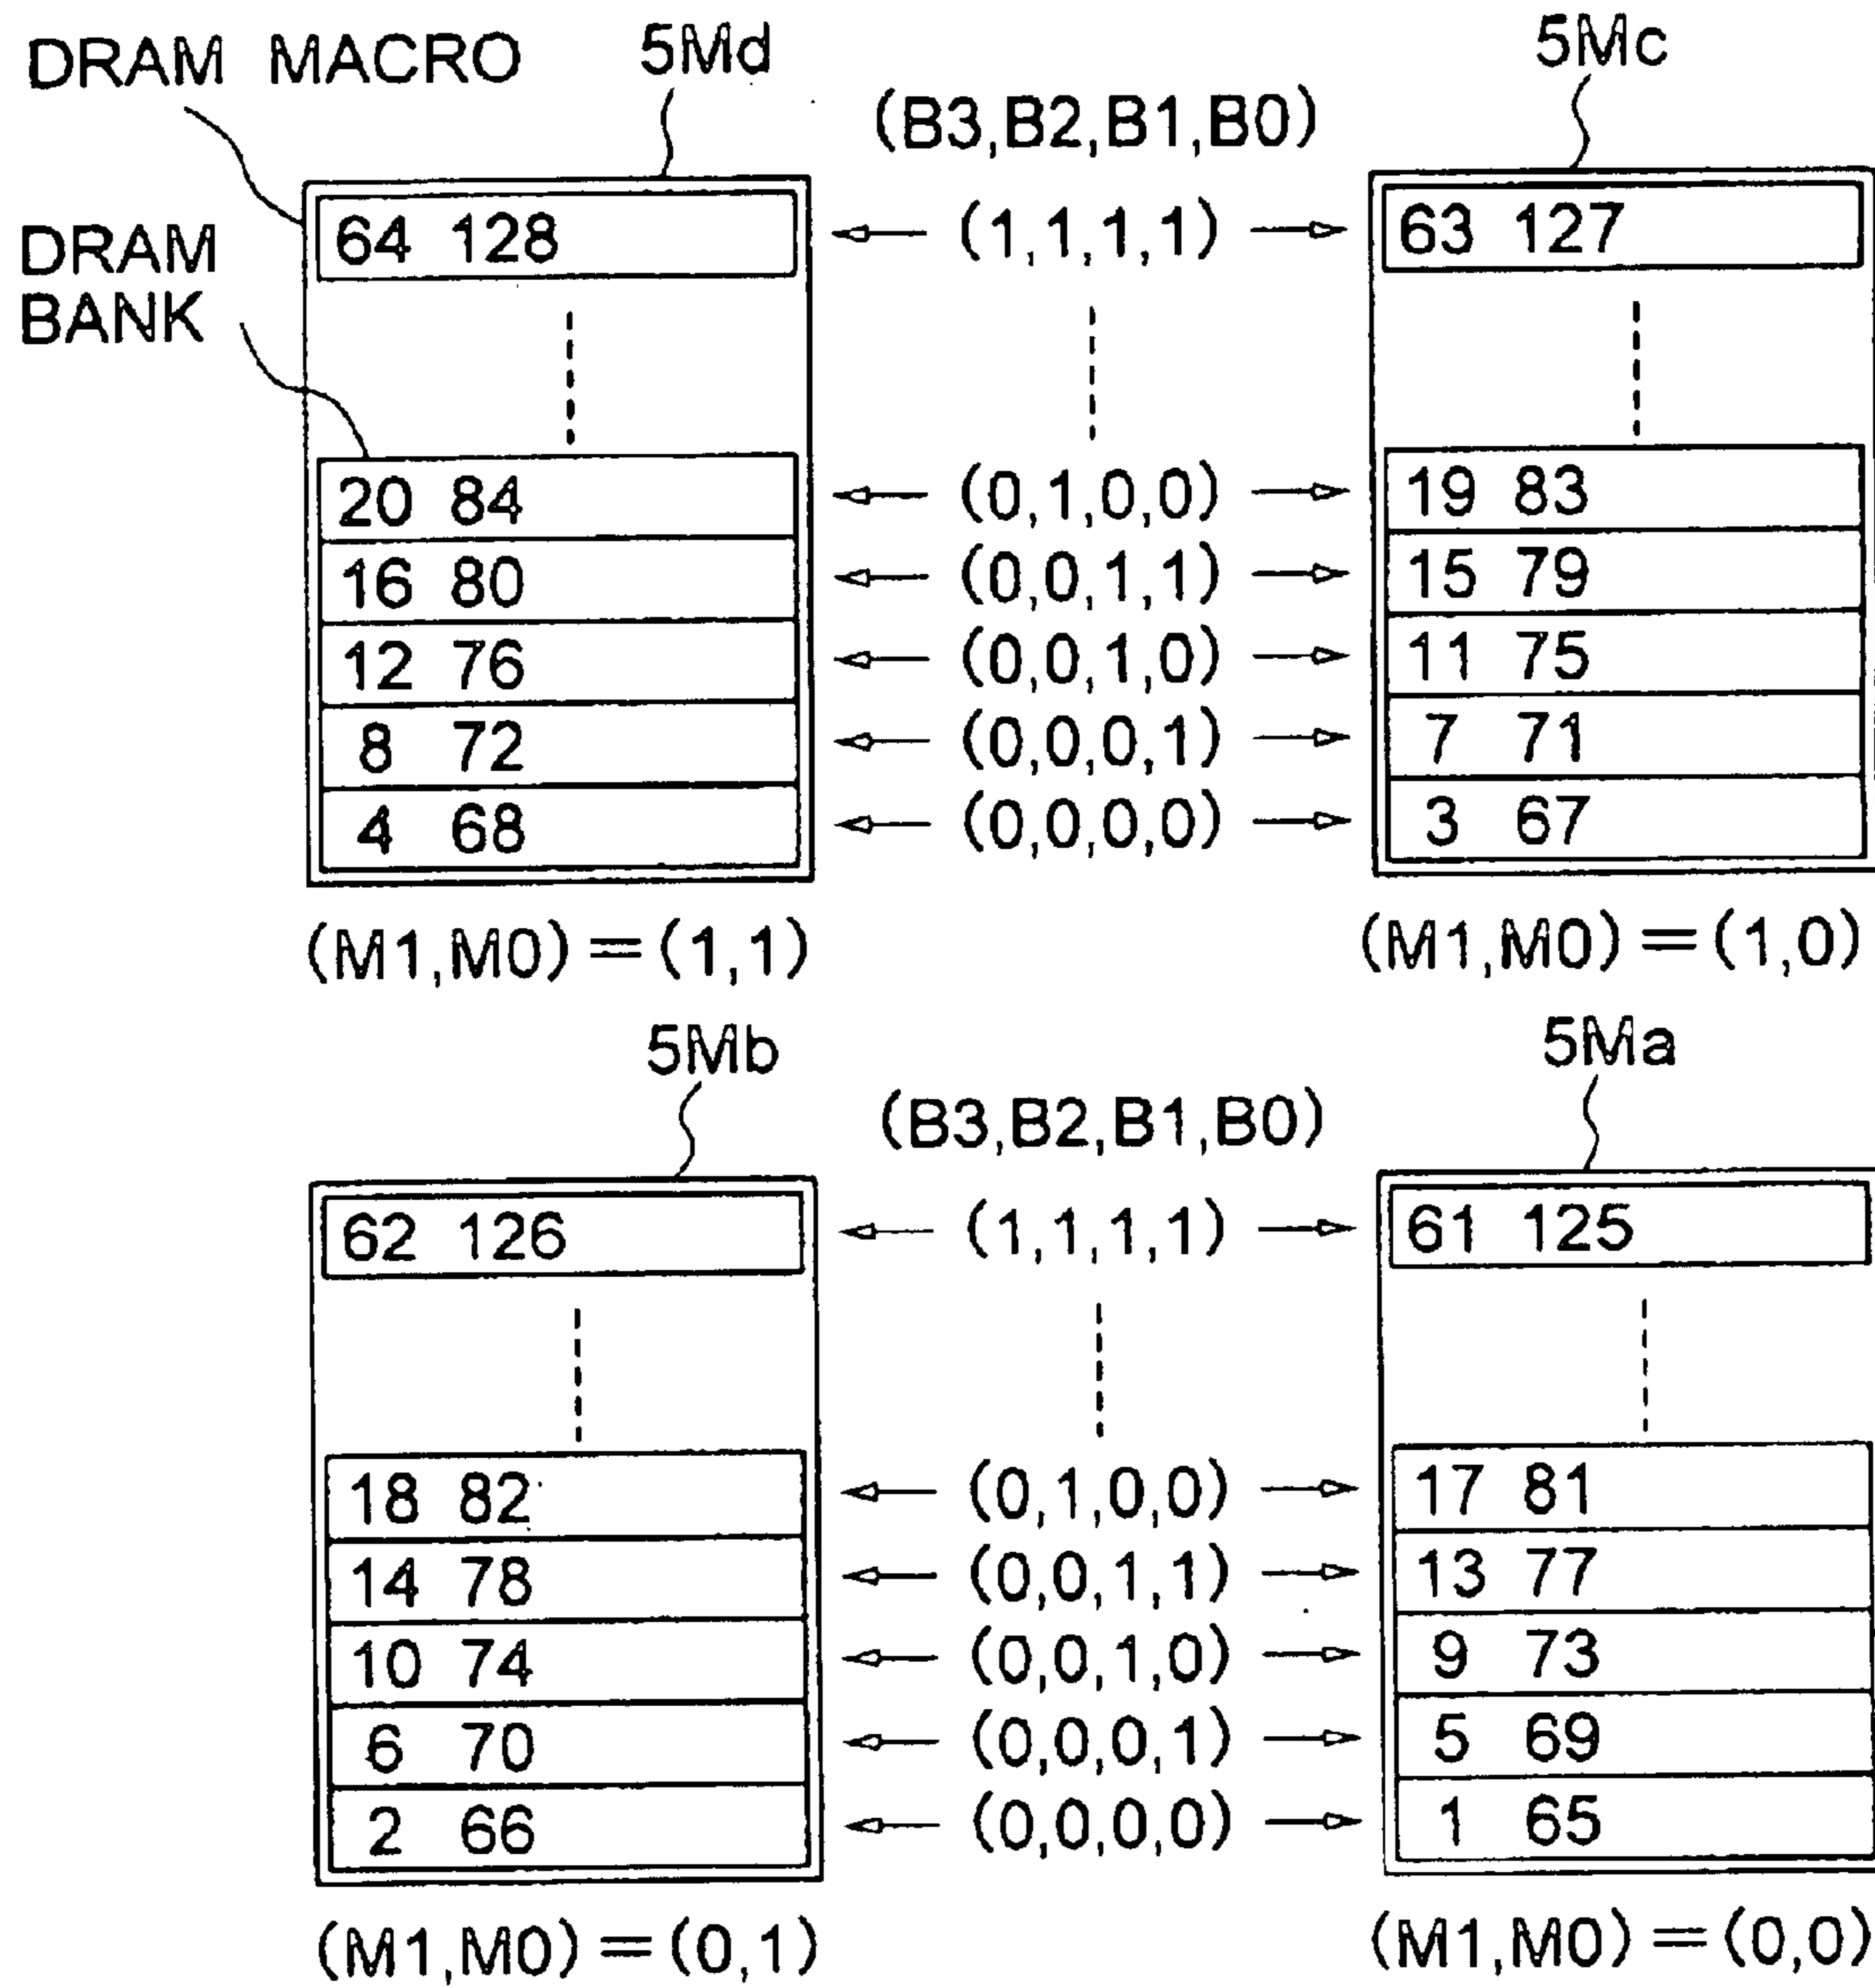 DRAM MACRO 5Md 5Mc
(B3,B2,B1,B0)
64 128 (1,1,1,1) 63 127
DRAM
BANK
20 84 (0,1,0,0) 19 83
16 80 (0,0,1,1) 15 79
12 76 (0,0,1,0) 11 75
8 72 (0,0,0,1) 7 71
4 68 (0,0,0,0) 3 67
(M1,M0)=(1,1) (M1,M0)=(1,0)
5Mb 5Ma
(B3,B2,B1,B0)
62 126 (1,1,1,1) 61 125
18 82 (0,1,0,0) 17 81
14 78 (0,0,1,1) 13 77
10 74 (0,0,1,0) 9 73
6 70 (0,0,0,1) 5 69
2 66 (0,0,0,0) 1 65
(M1,M0)=(0,1) (M1,M0)=(0,0)